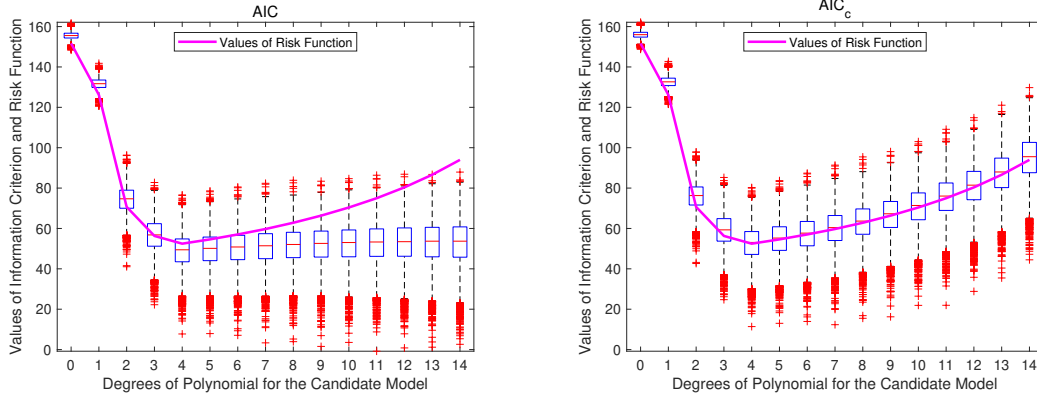 AIC
Values of Information Criterion and Risk Function
160
140
120
100
80
60
40
20
0
Values of Risk Function
0 1 2 3 4 5 6 7 8 9 10 11 12 13 14
Degrees of Polynomial for the Candidate Model
AICc
Values of Information Criterion and Risk Function
160
140
120
100
80
60
40
20
0
Values of Risk Function
0 1 2 3 4 5 6 7 8 9 10 11 12 13 14
Degrees of Polynomial for the Candidate Model